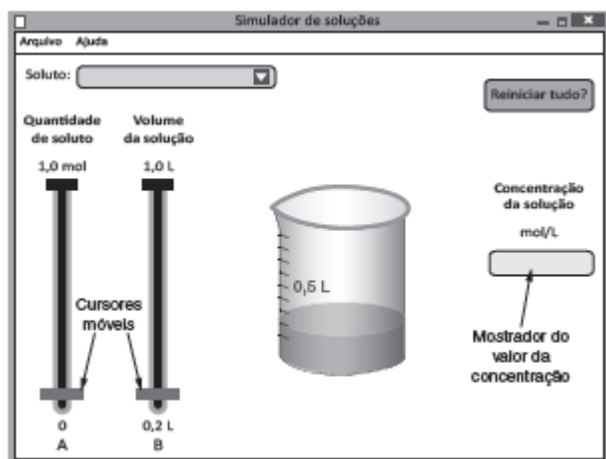 Simulador de soluções
Arquivo Ajuda
Soluto:
Reiniciar tudo?
Quantidade
de soluto
Volume
da solução
1,0 mol
1,0 L
Concentração
da solução
mol/L
0,5 L
Cursores
móveis
Mostrador do
valor da
concentração
0
0,2 L
A
B